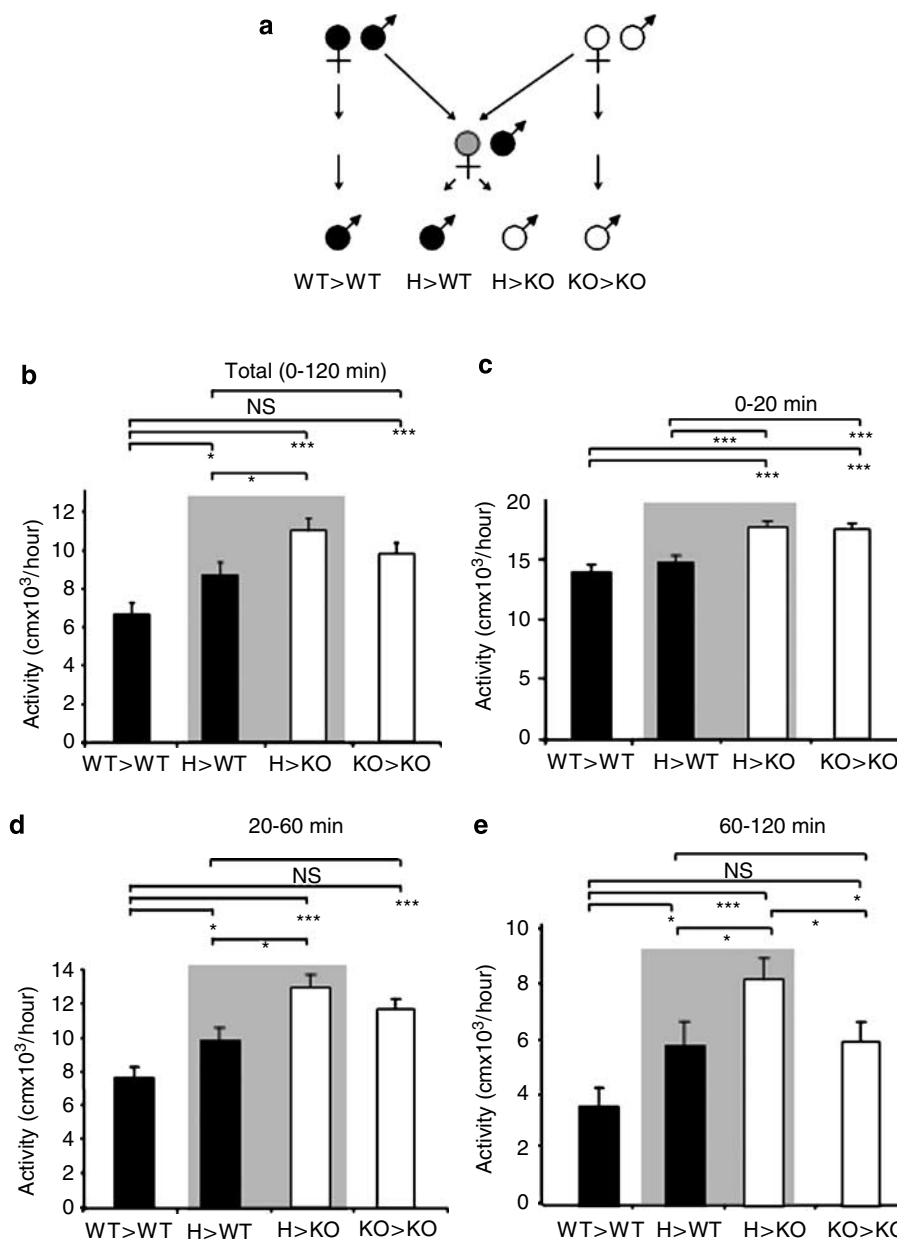 a
WT>WT H>WT H>KO KO>KO
b
Total (0-120 min)
NS
***
***
*
*
Activity (cmx10³/hour)
12
10
8
6
4
2
0
WT>WT H>WT H>KO KO>KO
c
0-20 min
***
***
***
***
Activity (cmx10³/hour)
20
15
10
5
0
WT>WT H>WT H>KO KO>KO
d
20-60 min
NS
***
***
*
*
Activity (cmx10³/hour)
14
12
10
8
6
4
2
0
WT>WT H>WT H>KO KO>KO
e
60-120 min
NS
*
***
*
*
*
Activity (cmx10³/hour)
10
8
6
4
2
0
WT>WT H>WT H>KO KO>KO